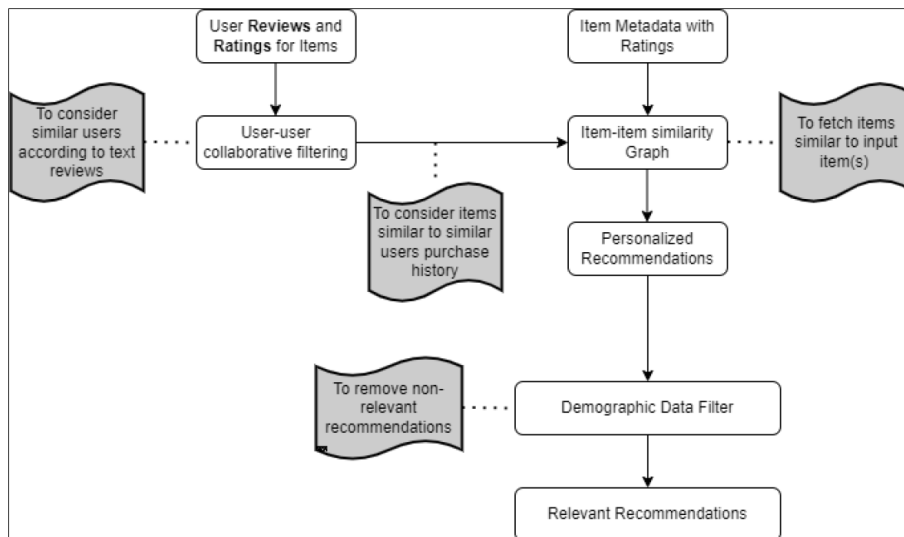 User Reviews and
Ratings for Items
Item Metadata with
Ratings
To consider
similar users
according to text
reviews
User-user
collaborative filtering
Item-item similarity
Graph
To fetch items
similar to input
item(s)
To consider items
similar to similar
users purchase
history
Personalized
Recommendations
To remove non-
relevant
recommendations
Demographic Data Filter
Relevant Recommendations